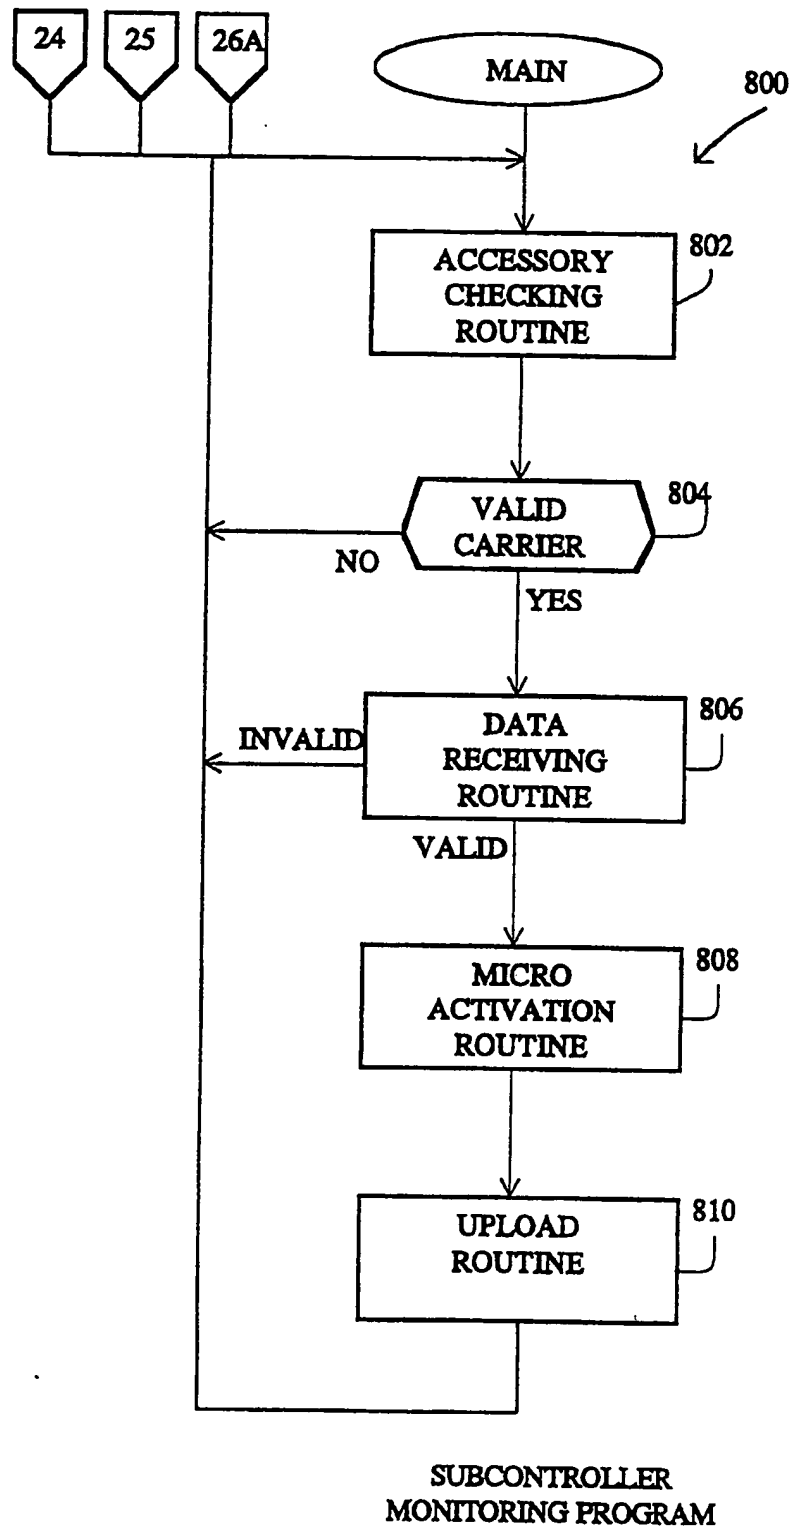 24
25
26A
MAIN
800
ACCESSORY
CHECKING
ROUTINE
802
VALID
CARRIER
804
NO
YES
DATA
RECEIVING
ROUTINE
806
INVALID
VALID
MICRO
ACTIVATION
ROUTINE
808
UPLOAD
ROUTINE
810
SUBCONTROLLER
MONITORING PROGRAM